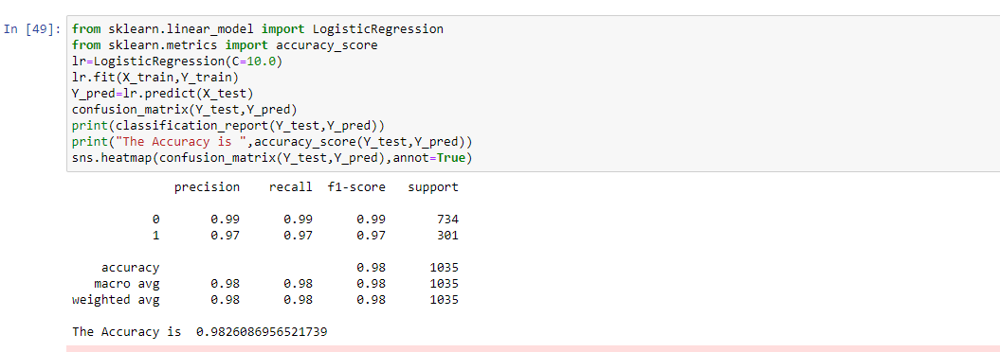 In [49]: from sklearn.linear_model import LogisticRegression
from sklearn.metrics import accuracy_score
lr=LogisticRegression(C=10.0)
lr.fit(X_train,Y_train)
Y_pred=lr.predict(X_test)
confusion_matrix(Y_test,Y_pred)
print(classification_report(Y_test,Y_pred))
print("The Accuracy is ",accuracy_score(Y_test,Y_pred))
sns.heatmap(confusion_matrix(Y_test,Y_pred),annot=True)
precision recall f1-score support
0 0.99 0.99 0.99 734
1 0.97 0.97 0.97 301
accuracy 0.98 1035
macro avg 0.98 0.98 0.98 1035
weighted avg 0.98 0.98 0.98 1035
The Accuracy is 0.9826086956521739